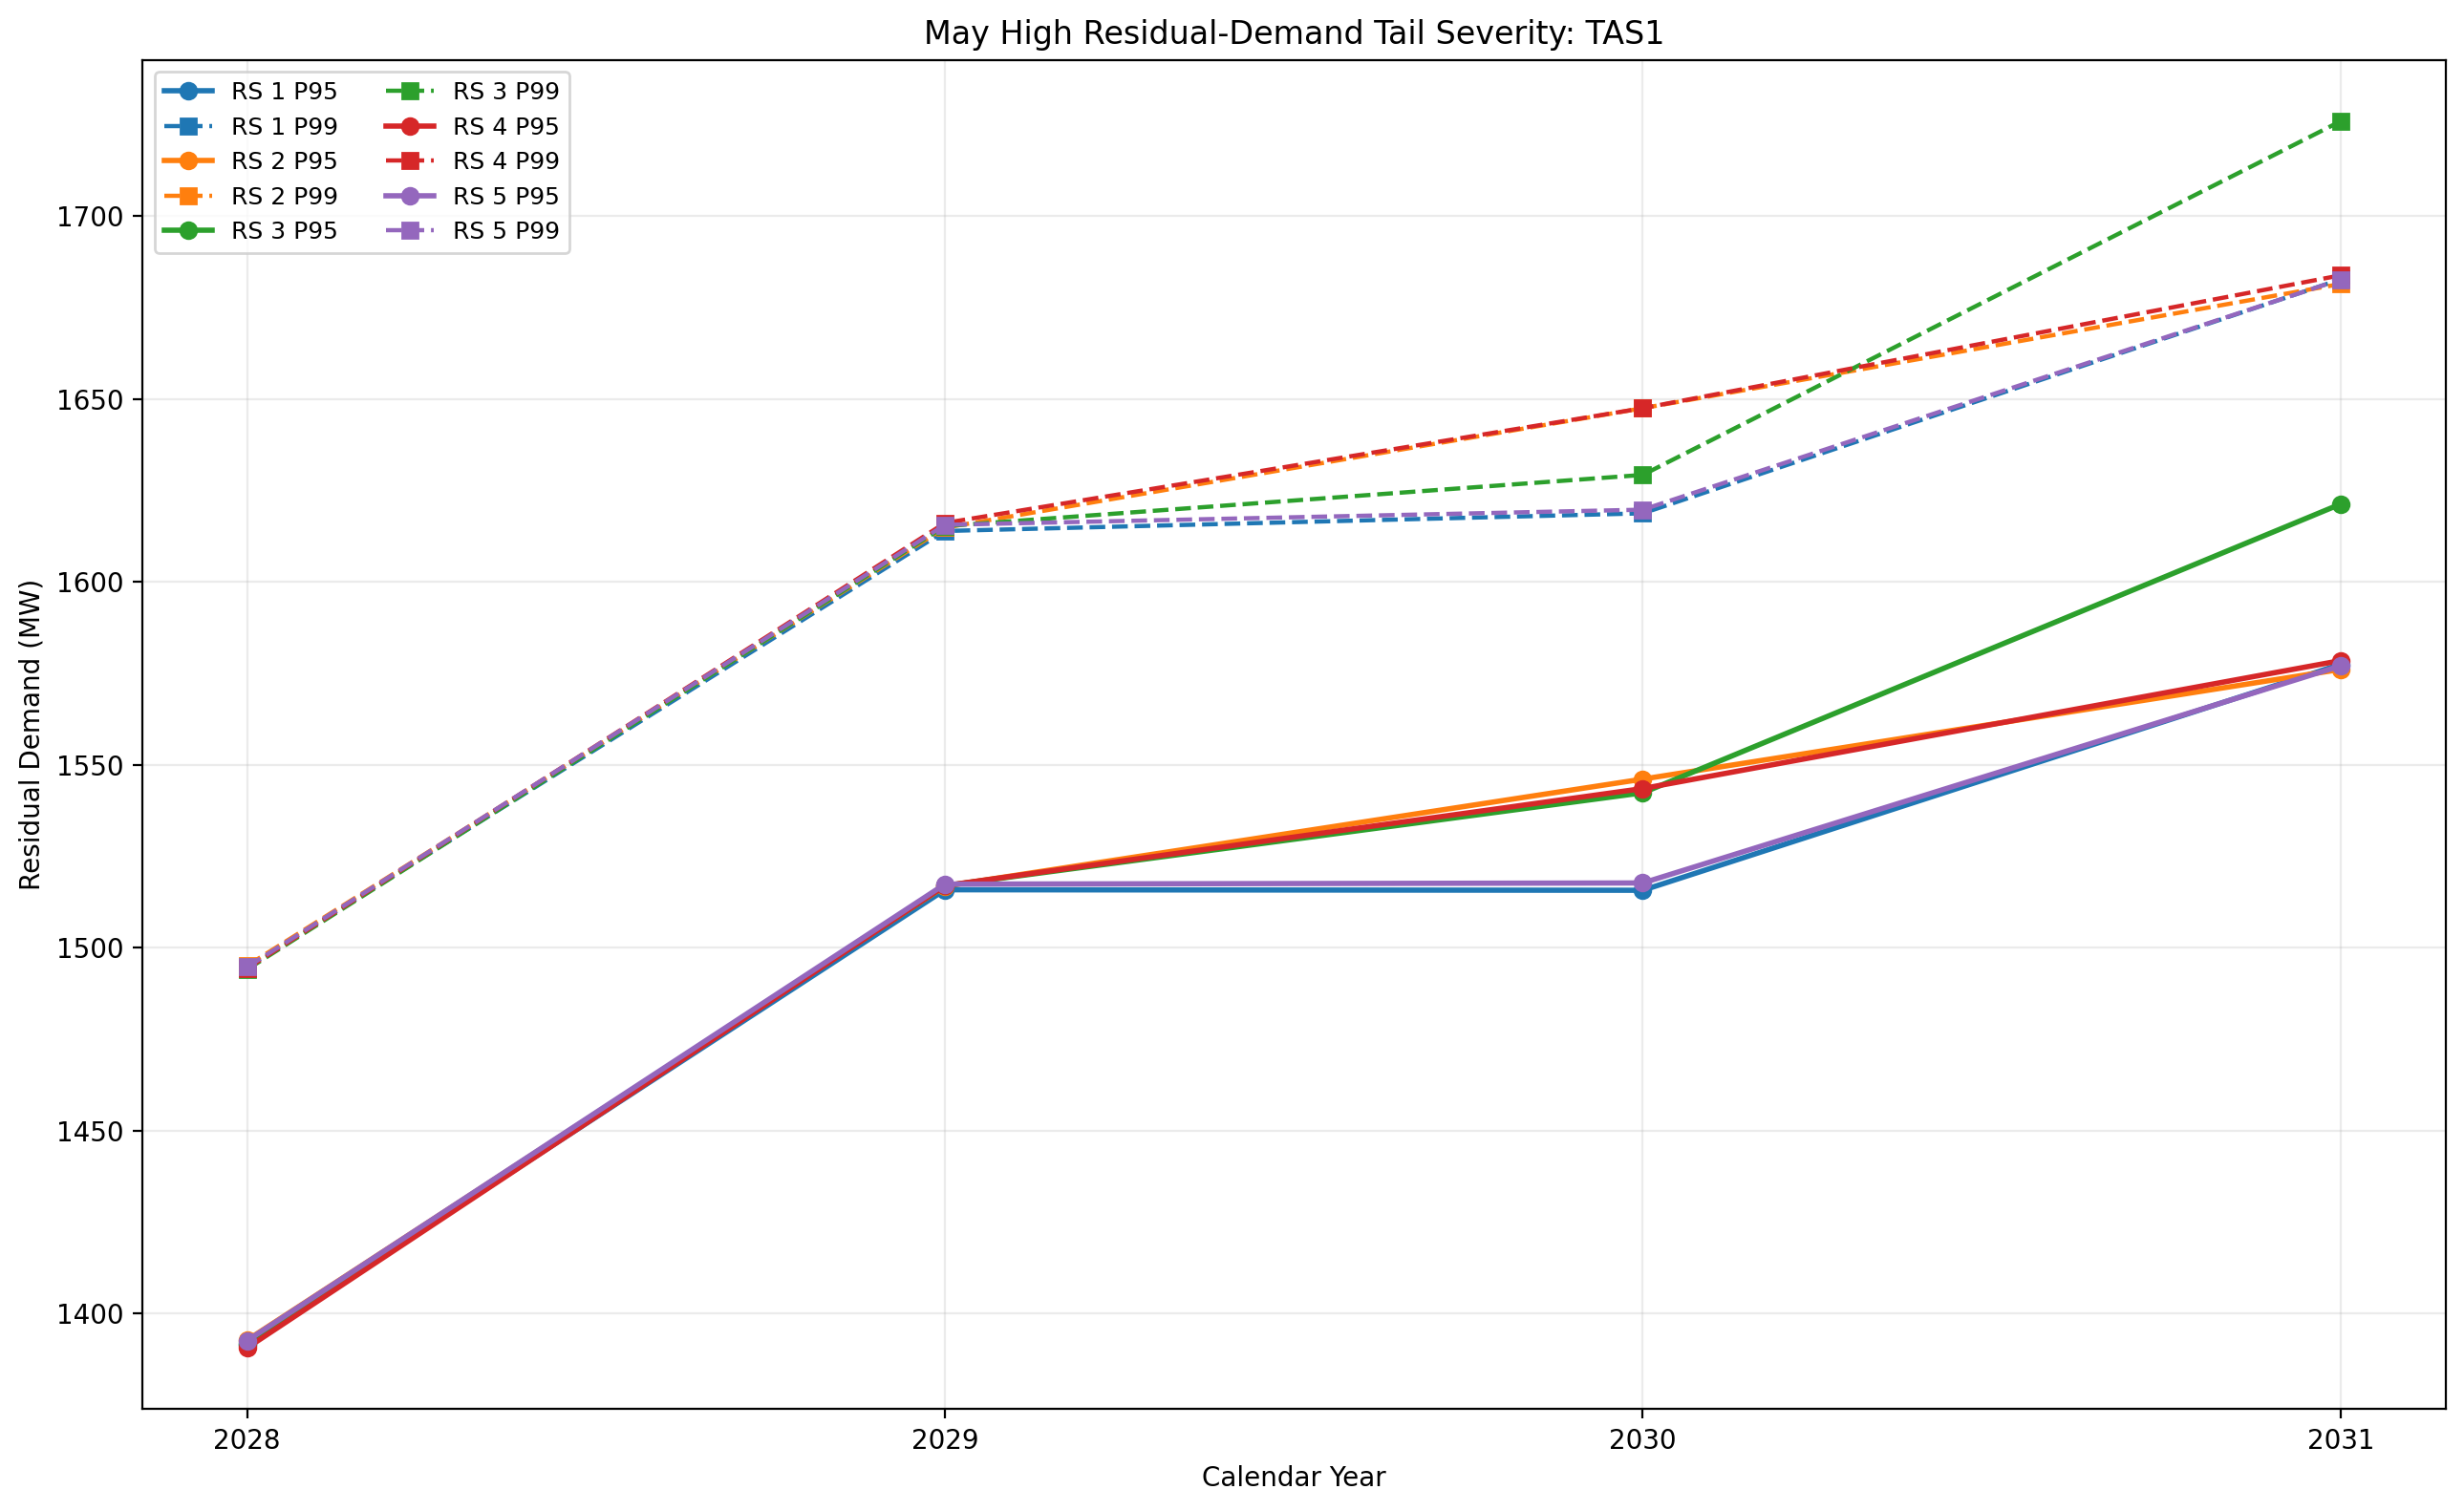 May High Residual-Demand Tail Severity: TAS1
RS 1 P95
RS 1 P99
RS 2 P95
RS 2 P99
RS 3 P95
RS 3 P99
RS 4 P95
RS 4 P99
RS 5 P95
RS 5 P99
Residual Demand (MW)
1700
1650
1600
1550
1500
1450
1400
2028
2029
2030
2031
Calendar Year